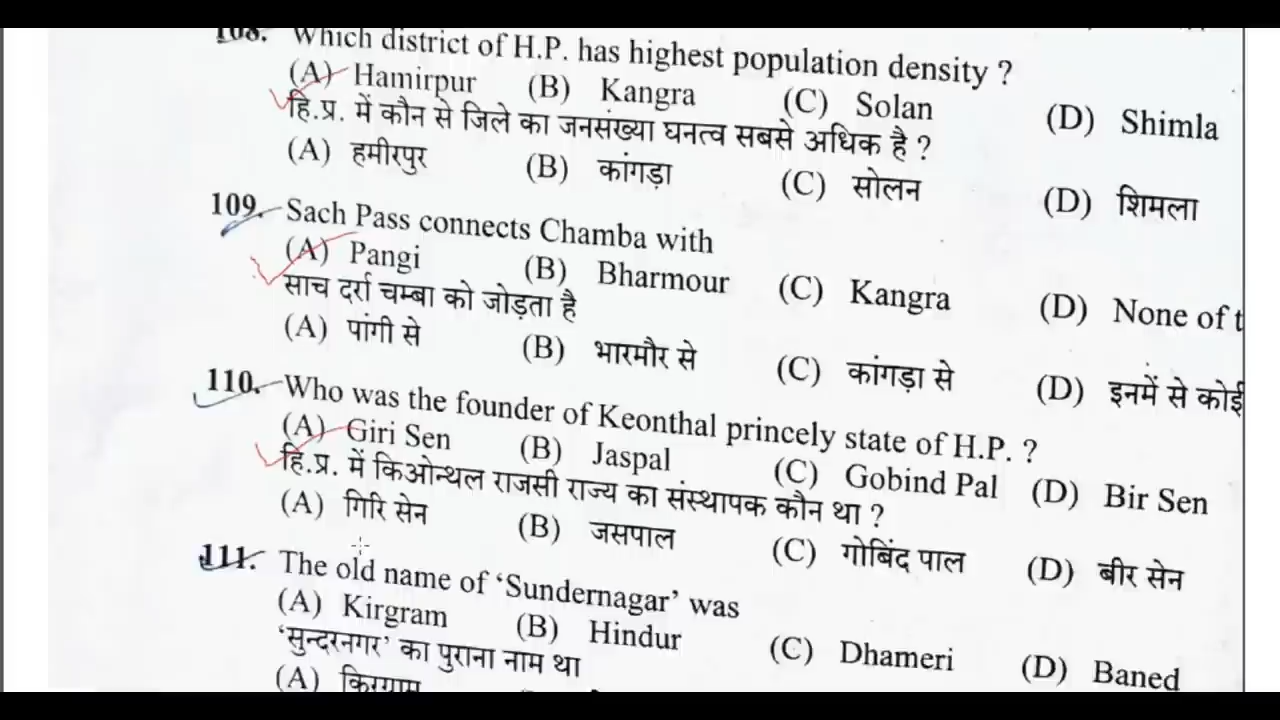 108. Which district of H.P. has highest population density ?
(A) Hamirpur (B) Kangra (C) Solan (D) Shimla
हि.प्र. में कौन से जिले का जनसंख्या घनत्व सबसे अधिक है ?
(A) हमीरपुर (B) कांगड़ा (C) सोलन (D) शिमला
109. Sach Pass connects Chamba with
(A) Pangi (B) Bharmour (C) Kangra (D) None of t
साच दर्रा चम्बा को जोड़ता है
(A) पांगी से (B) भारमौर से (C) कांगड़ा से (D) इनमें से कोई
110. Who was the founder of Keonthal princely state of H.P. ?
(A) Giri Sen (B) Jaspal (C) Gobind Pal (D) Bir Sen
हि.प्र. में किओन्थल राजसी राज्य का संस्थापक कौन था ?
(A) गिरि सेन (B) जसपाल (C) गोबिंद पाल (D) बीर सेन
111. The old name of ‘Sundernagar’ was
(A) Kirgram (B) Hindur (C) Dhameri (D) Baned
‘सुन्दरनगर’ का पुराना नाम था
(A) किरग्राम